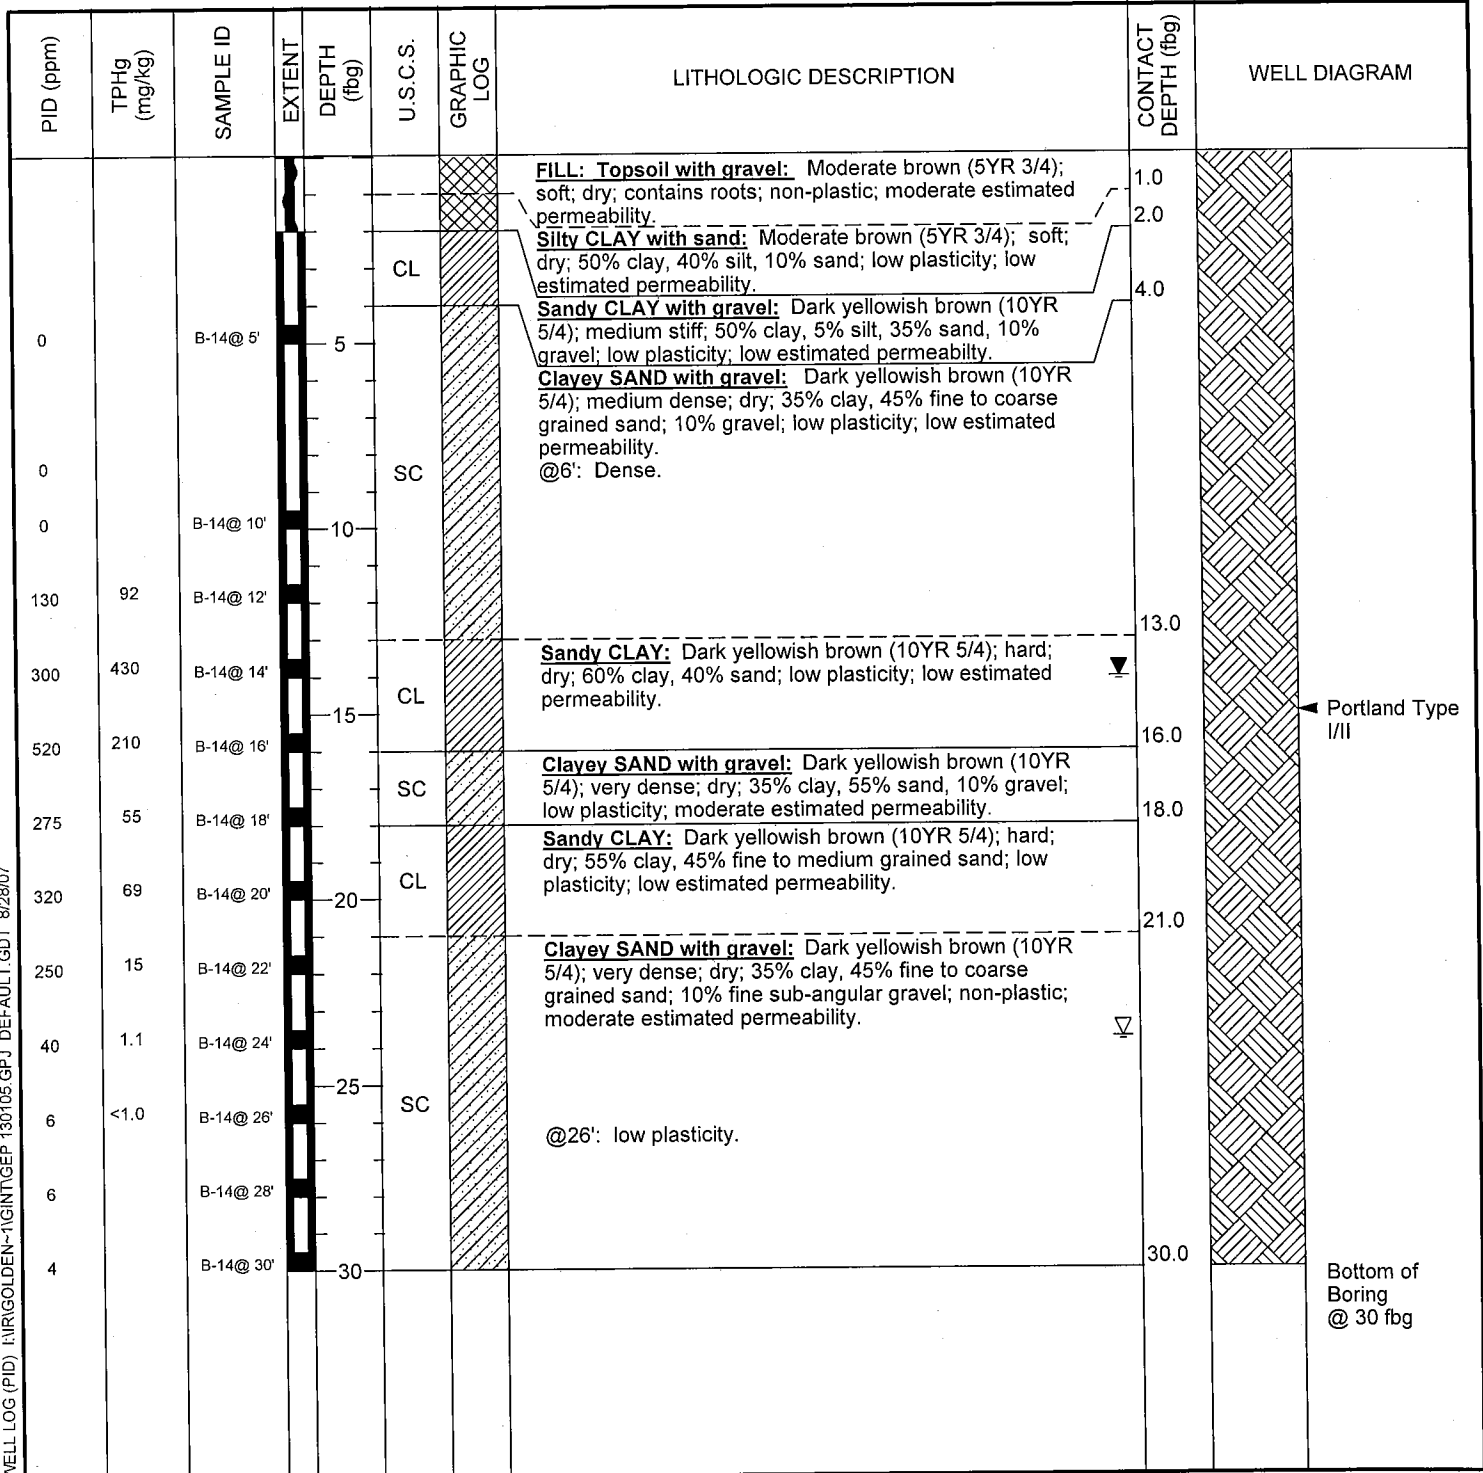 PID (ppm)
TPHg
(mg/kg)
SAMPLE ID
EXTENT
DEPTH
(fbg)
U.S.C.S.
GRAPHIC
LOG
LITHOLOGIC DESCRIPTION
CONTACT
DEPTH (fbg)
WELL DIAGRAM
FILL: Topsoil with gravel: Moderate brown (5YR 3/4);
soft; dry; contains roots; non-plastic; moderate estimated
permeability.
1.0
2.0
CL
Silty CLAY with sand: Moderate brown (5YR 3/4); soft;
dry; 50% clay, 40% silt, 10% sand; low plasticity; low
estimated permeability.
4.0
Sandy CLAY with gravel: Dark yellowish brown (10YR
5/4); medium stiff; 50% clay, 5% silt, 35% sand, 10%
gravel; low plasticity; low estimated permeabilty.
0 B-14@ 5' 5
Clayey SAND with gravel: Dark yellowish brown (10YR
5/4); medium dense; dry; 35% clay, 45% fine to coarse
grained sand; 10% gravel; low plasticity; low estimated
permeability.
@6': Dense.
0 SC
0 B-14@ 10' 10
130 92 B-14@ 12'
13.0
Sandy CLAY: Dark yellowish brown (10YR 5/4); hard;
dry; 60% clay, 40% sand; low plasticity; low estimated
permeability.
300 430 B-14@ 14'
CL
15
Portland Type
I/II
16.0
520 210 B-14@ 16'
Clayey SAND with gravel: Dark yellowish brown (10YR
5/4); very dense; dry; 35% clay, 55% sand, 10% gravel;
low plasticity; moderate estimated permeability.
SC
18.0
275 55 B-14@ 18'
Sandy CLAY: Dark yellowish brown (10YR 5/4); hard;
dry; 55% clay, 45% fine to medium grained sand; low
plasticity; low estimated permeability.
CL
320 69 B-14@ 20' 20
21.0
Clayey SAND with gravel: Dark yellowish brown (10YR
5/4); very dense; dry; 35% clay, 45% fine to coarse
grained sand; 10% fine sub-angular gravel; non-plastic;
moderate estimated permeability.
250 15 B-14@ 22'
40 1.1 B-14@ 24'
25
SC
6 <1.0 B-14@ 26'
@26': low plasticity.
6 B-14@ 28'
4 B-14@ 30' 30
30.0
Bottom of
Boring
@ 30 fbg
WELL LOG (PID) I:\IR\GOLDEN~1\GINT\GEP 130105.GPJ DEFAULT.GDT 8/28/07